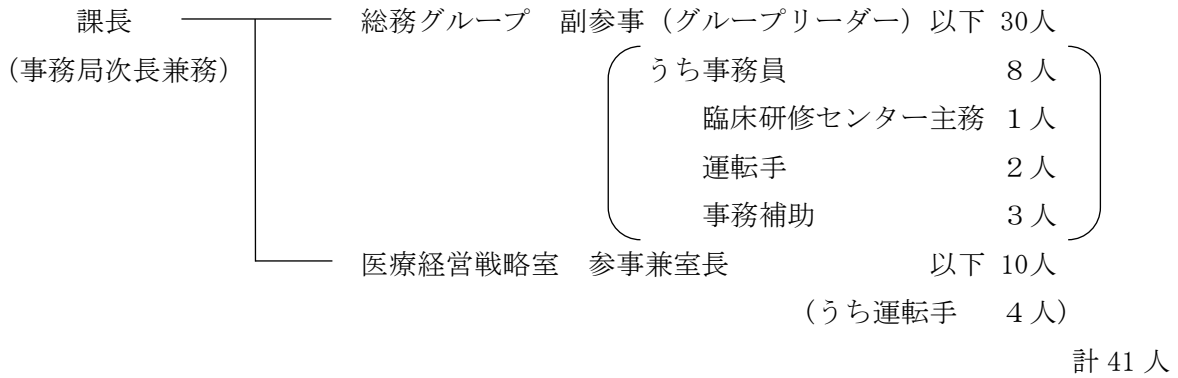 課長 総務グループ 副参事（グループリーダー）以下 30人
（事務局次長兼務） うち事務員 8人
臨床研修センター主務 1人
運転手 2人
事務補助 3人
医療経営戦略室 参事兼室長 以下 10人
（うち運転手 4人）
計 41 人